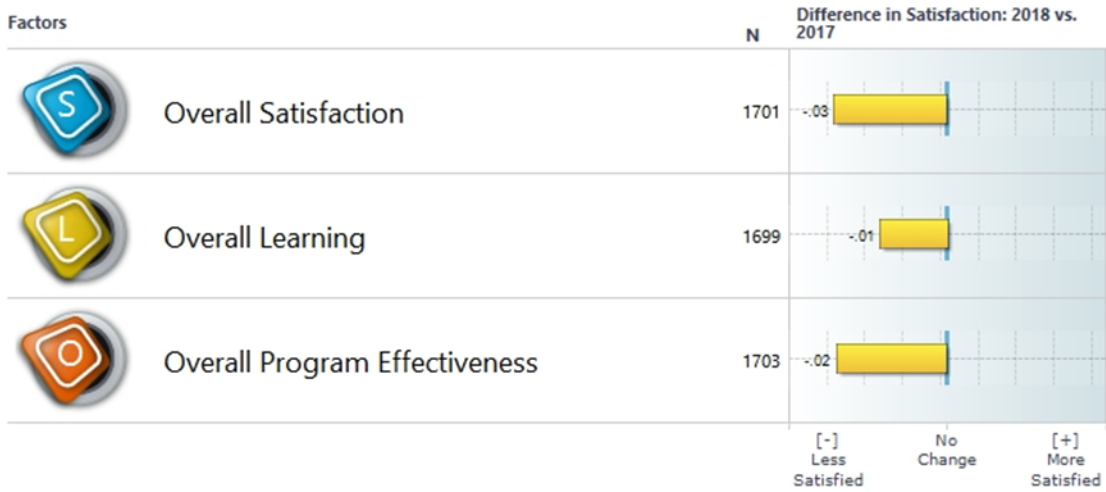 Factors
N
Difference in Satisfaction: 2018 vs.
2017
S
Overall Satisfaction
1701
-.03
L
Overall Learning
1699
-.01
O
Overall Program Effectiveness
1703
-.02
[-]
Less
Satisfied
No
Change
[+]
More
Satisfied